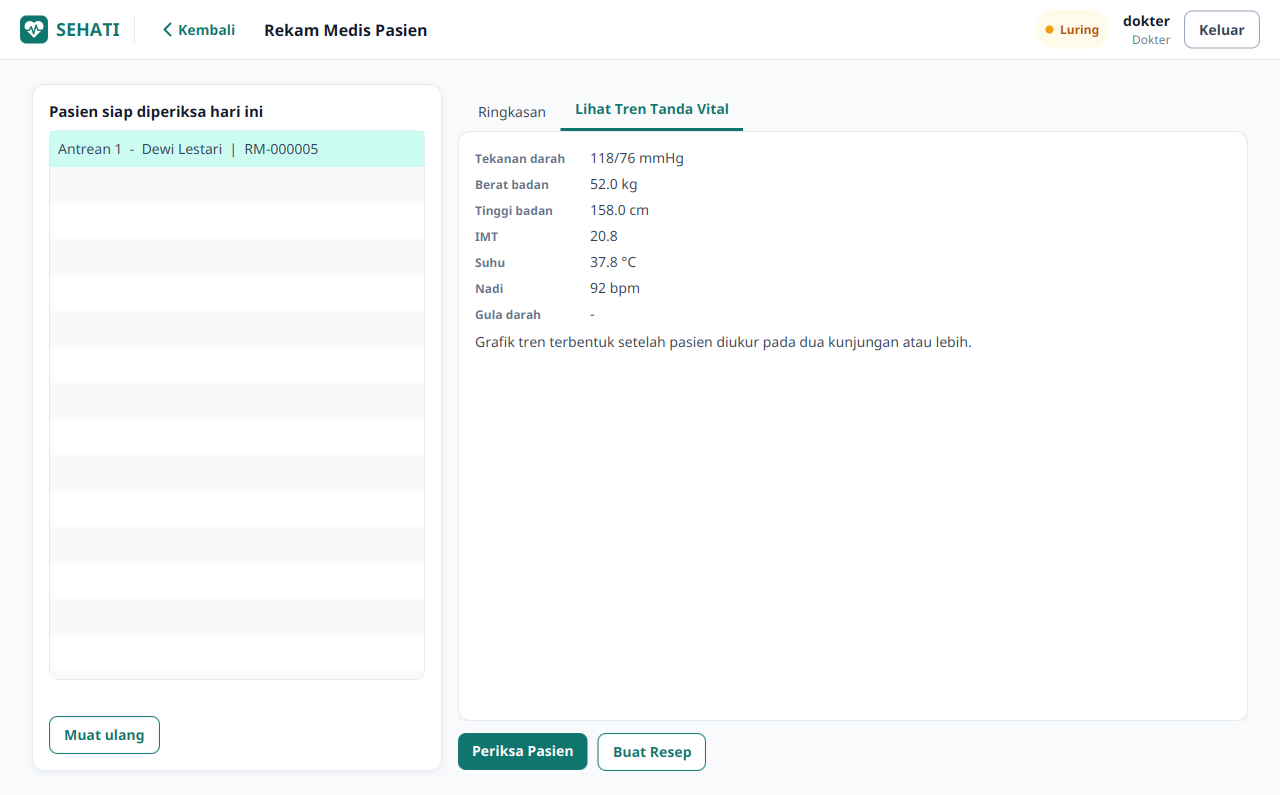 SEHATI
Kembali
Rekam Medis Pasien
Luring
dokter
Dokter
Keluar
Pasien siap diperiksa hari ini
Antrean 1 - Dewi Lestari | RM-000005
Muat ulang
Ringkasan
Lihat Tren Tanda Vital
Tekanan darah 118/76 mmHg
Berat badan 52.0 kg
Tinggi badan 158.0 cm
IMT 20.8
Suhu 37.8 °C
Nadi 92 bpm
Gula darah -
Grafik tren terbentuk setelah pasien diukur pada dua kunjungan atau lebih.
Periksa Pasien
Buat Resep